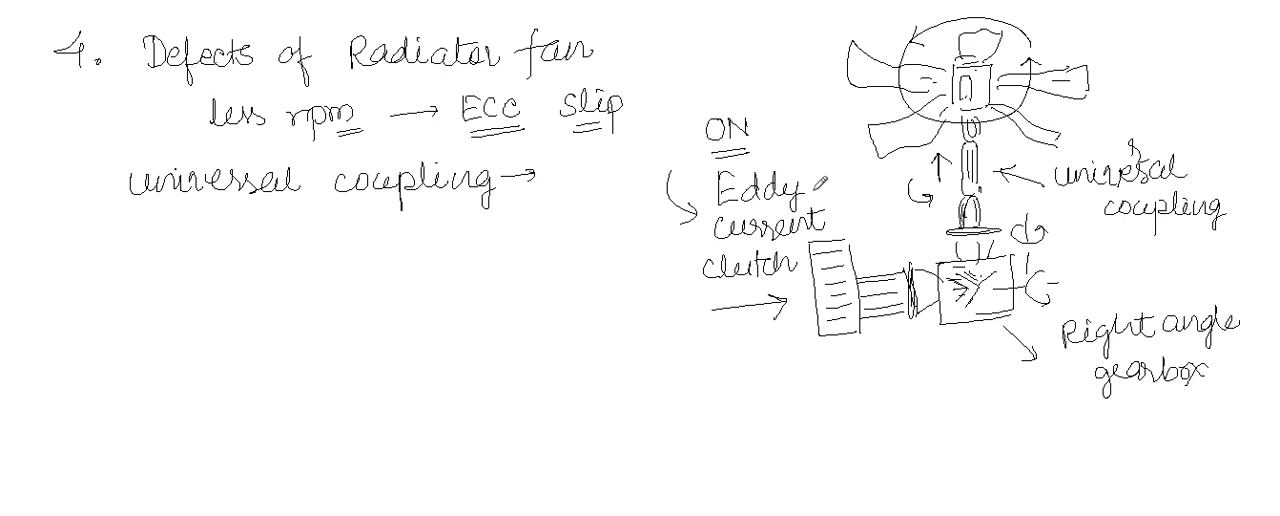 4. Defects of Radiator fan
less rpm → ECC slip
universal coupling →
ON
Eddy
current
clutch
universal
coupling
Right angle
gearbox